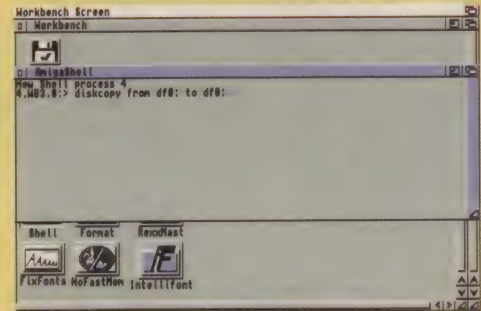 Workbench Screen
Workbench
AmigaShell
New Shell process 4
4.WB3.0:> diskcopy from df0: to df0:
Shell Format RexxMast
FixFonts NoFastMem Intellifont